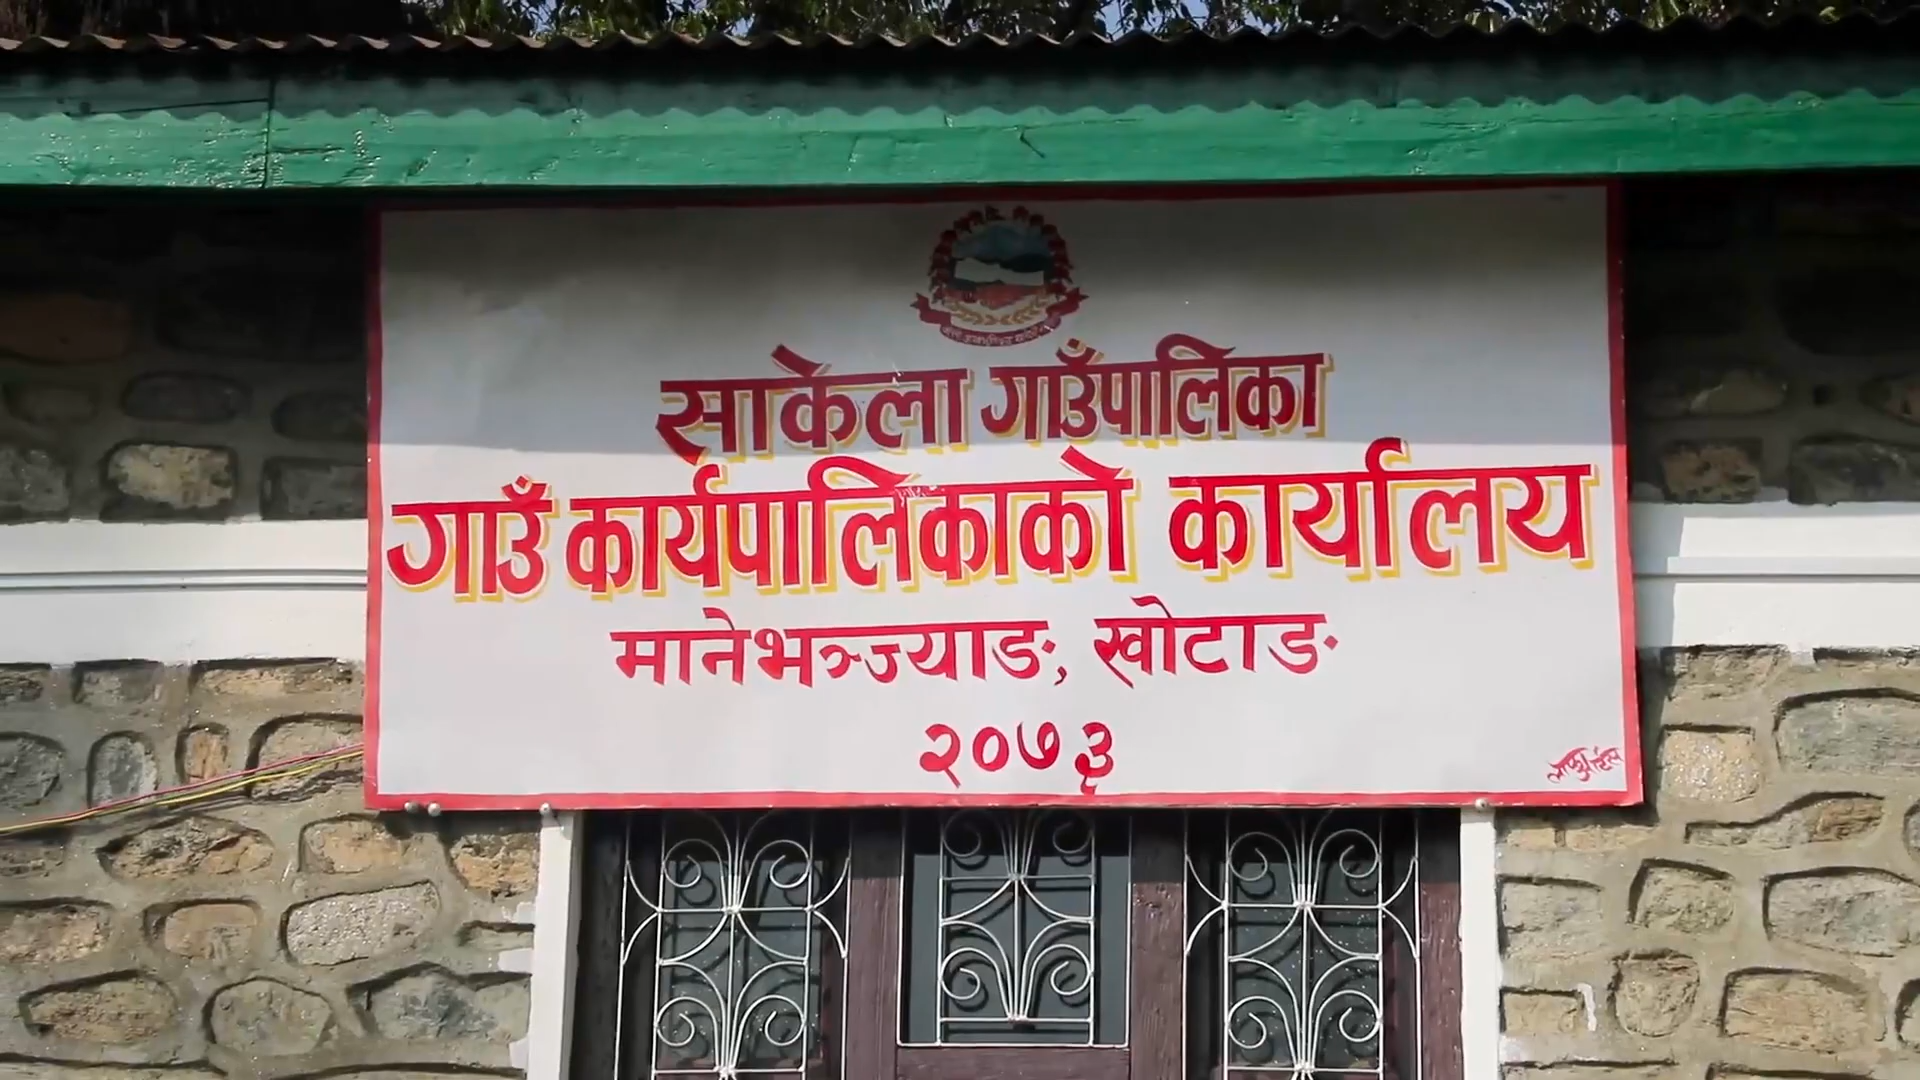 साकेला गाउँपालिका
गाउँ कार्यपालिकाको कार्यालय
मानेभञ्ज्याङ, खोटाङ
२०७३